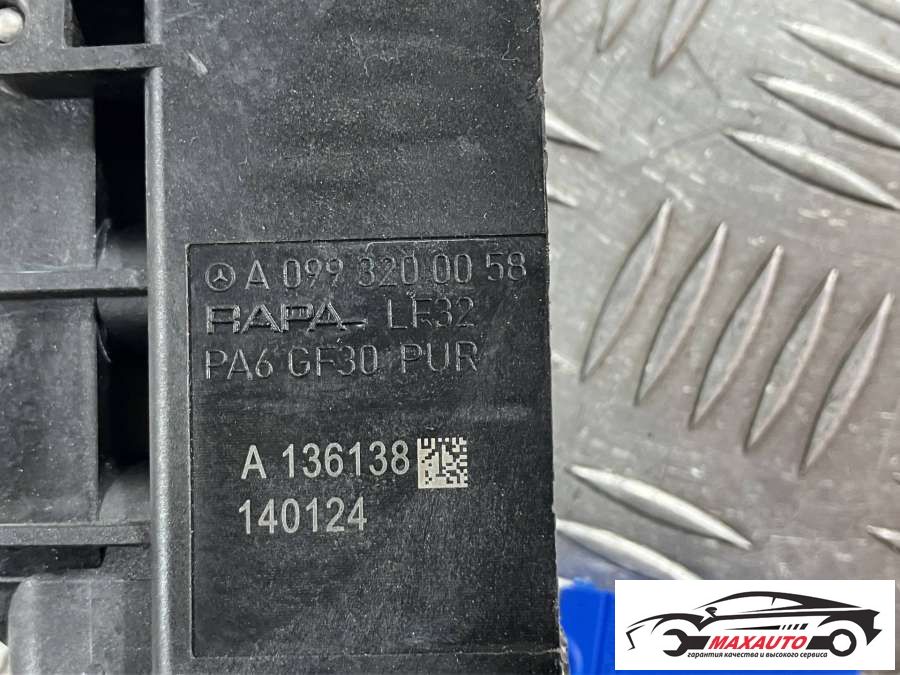 A 099 320 00 58
RAPA LF32
PA6 GF30 PUR
A 136138
140124
MAXAUTO
гарантия качества и высокого сервиса